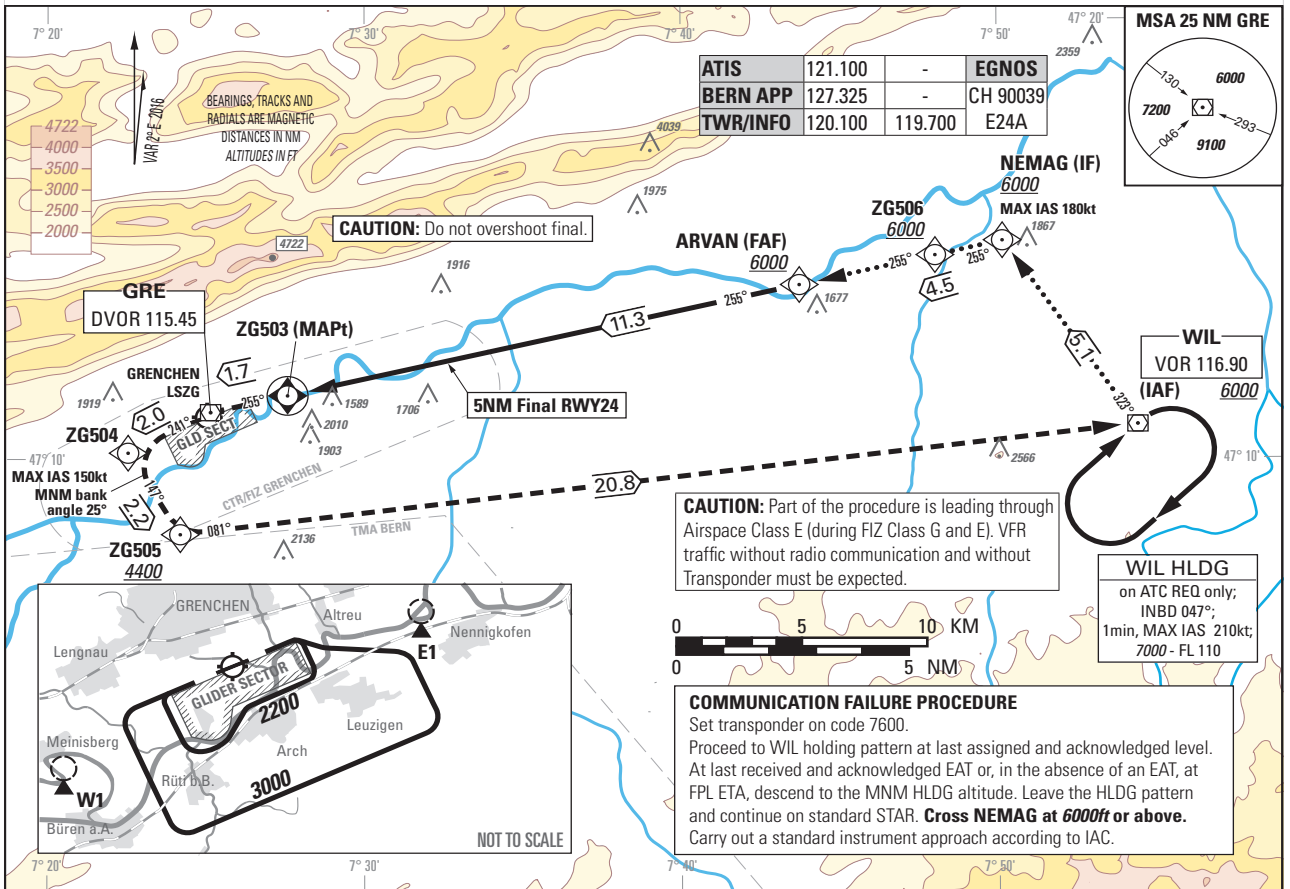 7° 20'
7° 30'
7° 40'
7° 50'
47° 20'
MSA 25 NM GRE
130
6000
7200
046
293
9100
2359
ATIS 121.100 - EGNOS
BERN APP 127.325 - CH 90039
TWR/INFO 120.100 119.700 E24A
VAR 2° E 2016
BEARINGS, TRACKS AND
RADIALS ARE MAGNETIC
DISTANCES IN NM
ALTITUDES IN FT
4722
4000
3500
3000
2500
2000
4039
1975
NEMAG (IF)
6000
MAX IAS 180kt
1867
ZG506
6000
CAUTION: Do not overshoot final.
ARVAN (FAF)
6000
4722
1916
255°
255°
4.5
1677
255°
11.3
GRE
DVOR 115.45
ZG503 (MAPt)
GRENCHEN
LSZG
1.7
255°
5NM Final RWY24
5.1
323°
WIL
VOR 116.90
(IAF)
6000
1919
2.0
241°
GLD SECT
1589
1706
2010
1903
ZG504
47° 10'
MAX IAS 150kt
MNM bank
angle 25°
147°
2.2
CTR/FIZ GRENCHEN
20.8
2566
47° 10'
081°
TMA BERN
ZG505
4400
2136
CAUTION: Part of the procedure is leading through
Airspace Class E (during FIZ Class G and E). VFR
traffic without radio communication and without
Transponder must be expected.
WIL HLDG
on ATC REQ only;
INBD 047°;
1min, MAX IAS 210kt;
7000 - FL 110
0 5 10 KM
0 5 NM
GRENCHEN
Altreu
Lengnau
Nennigkofen
E1
GLIDER SECTOR
2200
Leuzigen
Meinisberg
Arch
Rüti b.B.
W1
3000
Büren a.A.
NOT TO SCALE
COMMUNICATION FAILURE PROCEDURE
Set transponder on code 7600.
Proceed to WIL holding pattern at last assigned and acknowledged level.
At last received and acknowledged EAT or, in the absence of an EAT, at
FPL ETA, descend to the MNM HLDG altitude. Leave the HLDG pattern
and continue on standard STAR. Cross NEMAG at 6000ft or above.
Carry out a standard instrument approach according to IAC.
7° 20'
7° 30'
7° 40'
7° 50'